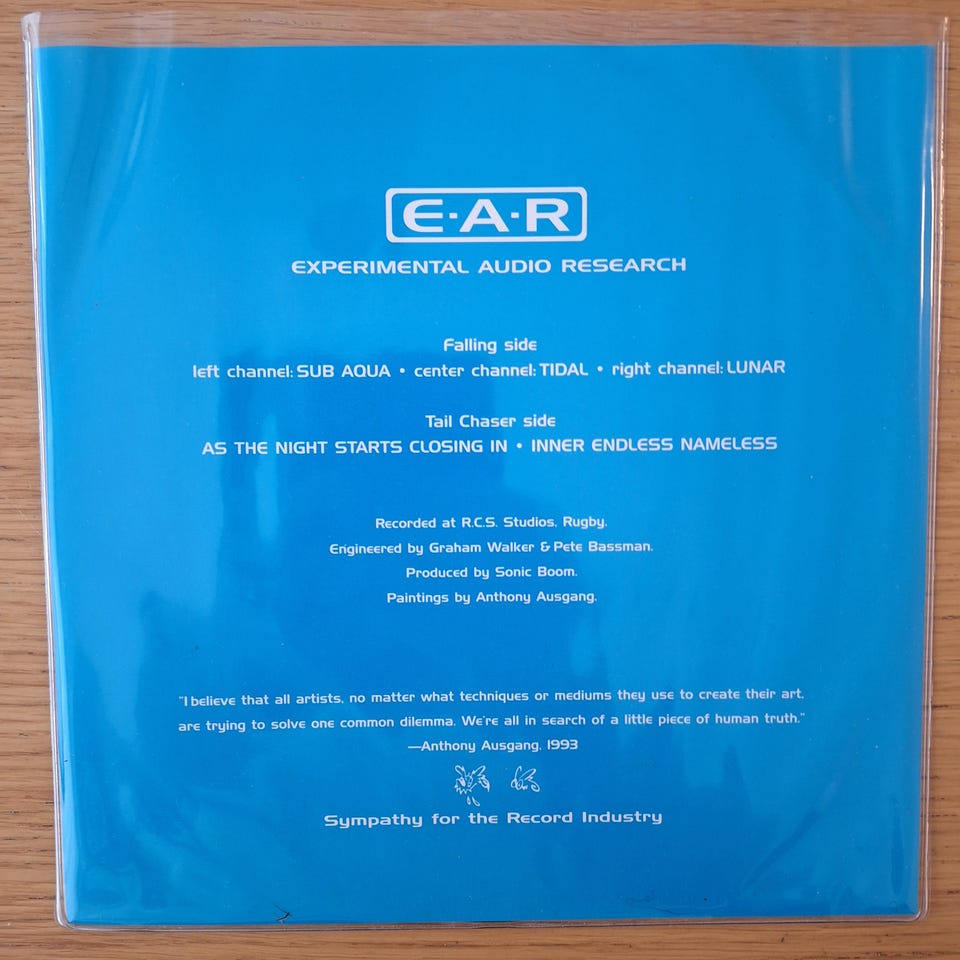 E·A·R
EXPERIMENTAL AUDIO RESEARCH
Falling side
left channel: SUB AQUA • center channel: TIDAL • right channel: LUNAR
Tail Chaser side
AS THE NIGHT STARTS CLOSING IN • INNER ENDLESS NAMELESS
Recorded at R.C.S. Studios, Rugby.
Engineered by Graham Walker & Pete Bassman.
Produced by Sonic Boom.
Paintings by Anthony Ausgang.
"I believe that all artists, no matter what techniques or mediums they use to create their art,
are trying to solve one common dilemma. We're all in search of a little piece of human truth."
—Anthony Ausgang, 1993
Sympathy for the Record Industry